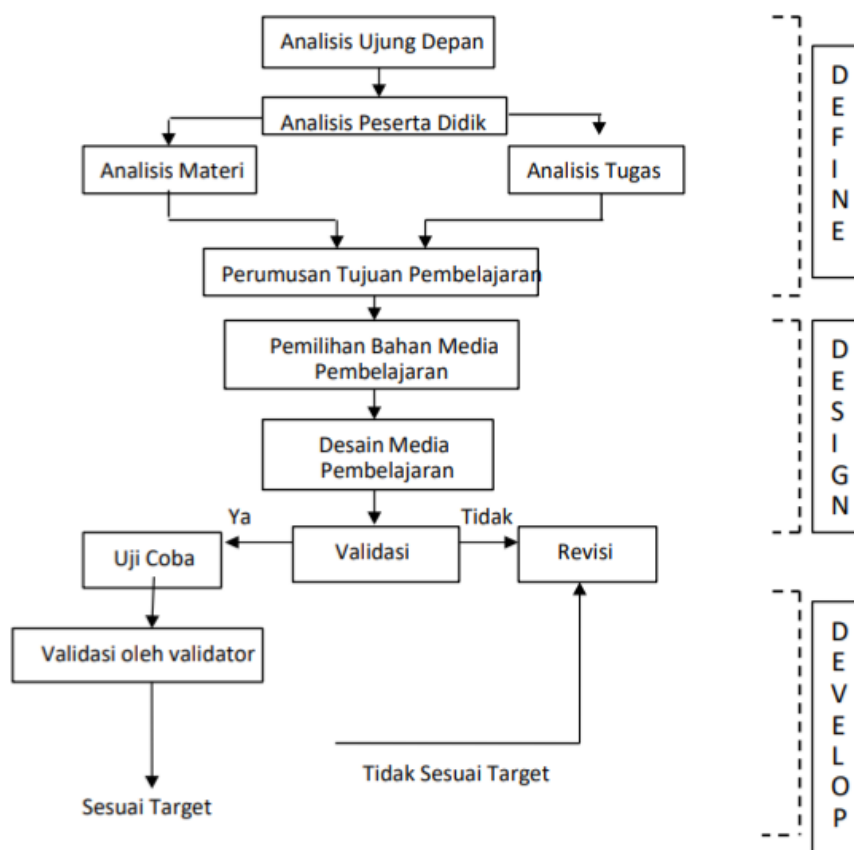 Analisis Ujung Depan
Analisis Peserta Didik
Analisis Materi
Analisis Tugas
Perumusan Tujuan Pembelajaran
Pemilihan Bahan Media
Pembelajaran
Desain Media
Pembelajaran
Ya
Tidak
Uji Coba
Validasi
Revisi
Validasi oleh validator
Tidak Sesuai Target
Sesuai Target
D
E
F
I
N
E
D
E
S
I
G
N
D
E
V
E
L
O
P